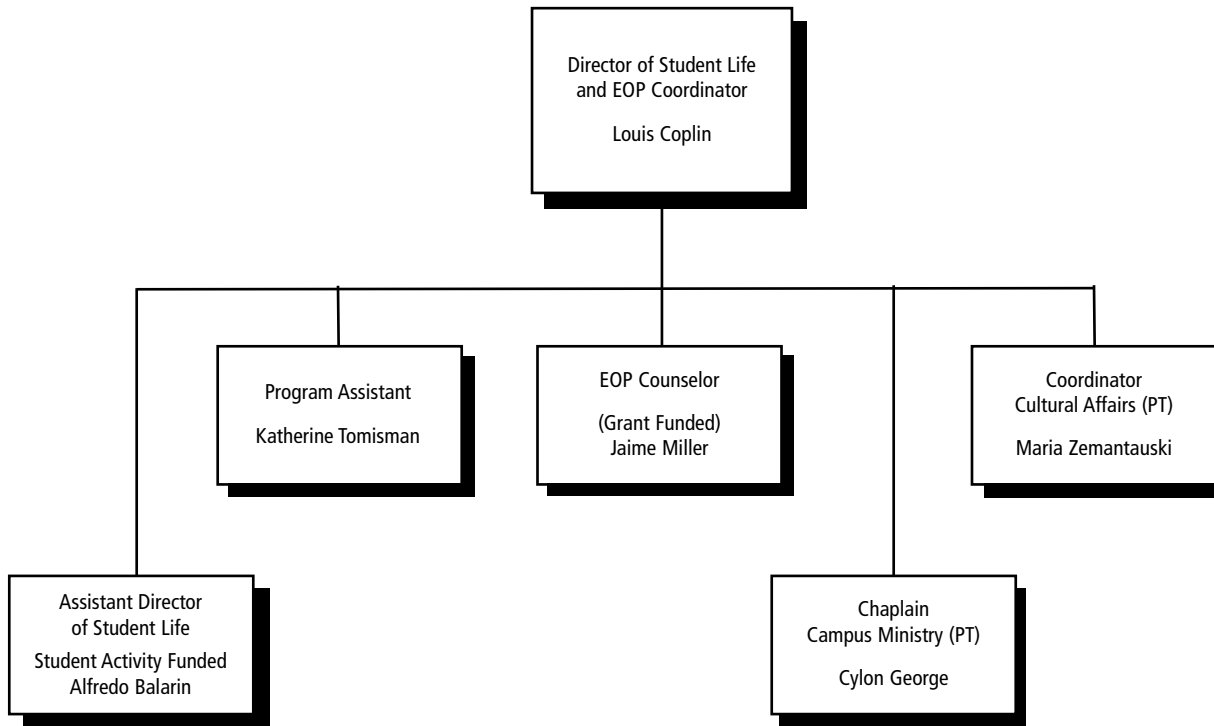 Director of Student Life
and EOP Coordinator
Louis Coplin
Program Assistant
Katherine Tomisman
EOP Counselor
(Grant Funded)
Jaime Miller
Coordinator
Cultural Affairs (PT)
Maria Zemantauski
Assistant Director
of Student Life
Student Activity Funded
Alfredo Balarin
Chaplain
Campus Ministry (PT)
Cylon George